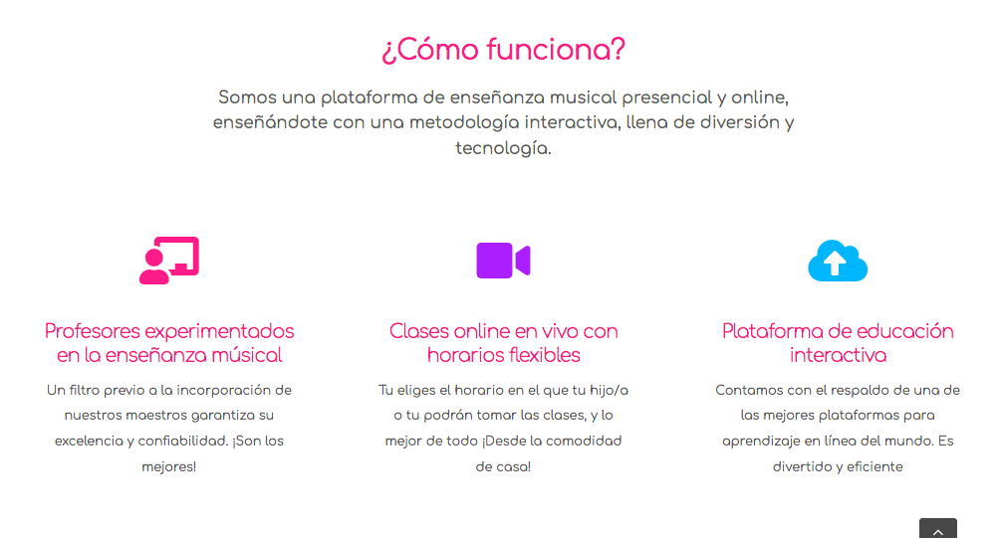 ¿Cómo funciona?
Somos una plataforma de enseñanza musical presencial y online,
enseñándote con una metodología interactiva, llena de diversión y
tecnología.
Profesores experimentados
en la enseñanza músical
Un filtro previo a la incorporación de
nuestros maestros garantiza su
excelencia y confiabilidad. ¡Son los
mejores!
Clases online en vivo con
horarios flexibles
Tu eliges el horario en el que tu hijo/a
o tu podrán tomar las clases, y lo
mejor de todo ¡Desde la comodidad
de casa!
Plataforma de educación
interactiva
Contamos con el respaldo de una de
las mejores plataformas para
aprendizaje en línea del mundo. Es
divertido y eficiente